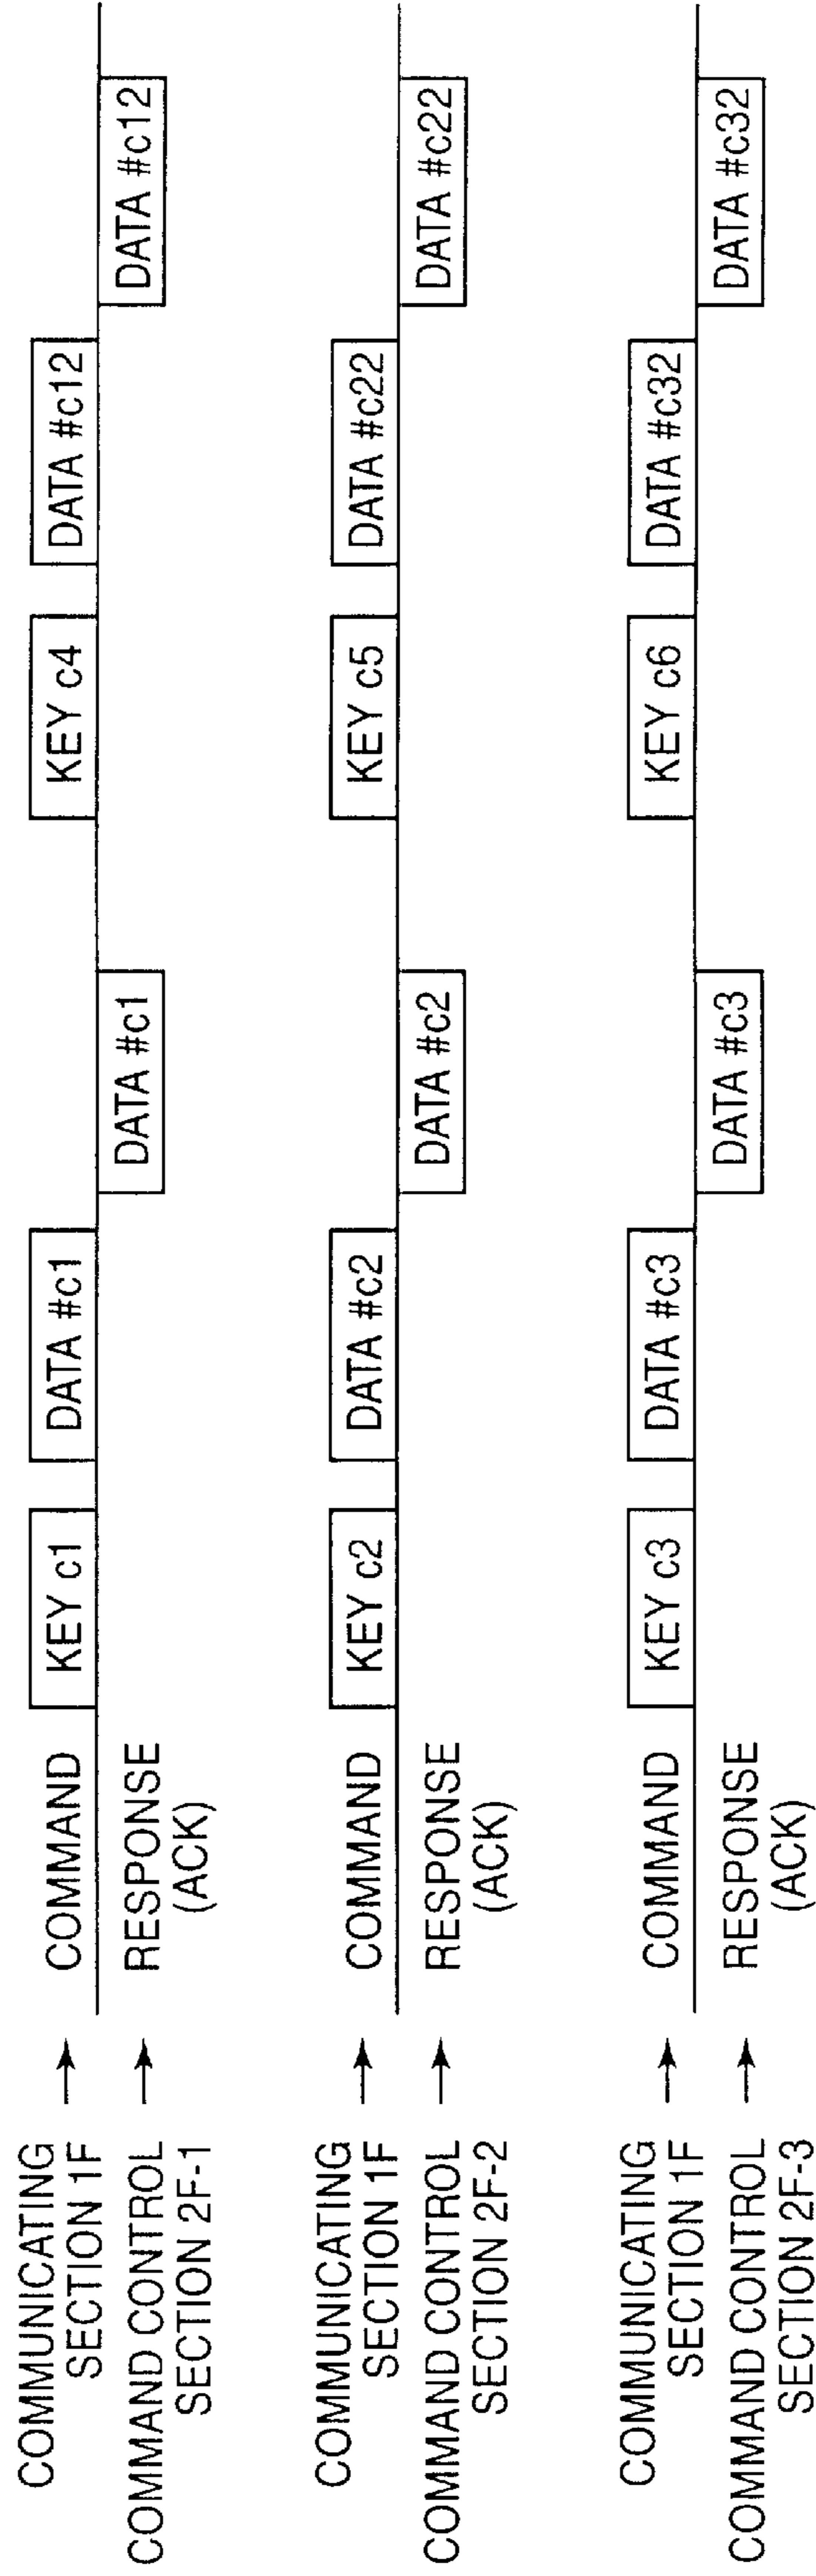 COMMUNICATING
SECTION 1F
COMMAND CONTROL
SECTION 2F-1
COMMAND
RESPONSE
(ACK)
KEY c1
DATA #c1
DATA #c1
KEY c4
DATA #c12
DATA #c12
COMMUNICATING
SECTION 1F
COMMAND CONTROL
SECTION 2F-2
COMMAND
RESPONSE
(ACK)
KEY c2
DATA #c2
DATA #c2
KEY c5
DATA #c22
DATA #c22
COMMUNICATING
SECTION 1F
COMMAND CONTROL
SECTION 2F-3
COMMAND
RESPONSE
(ACK)
KEY c3
DATA #c3
DATA #c3
KEY c6
DATA #c32
DATA #c32